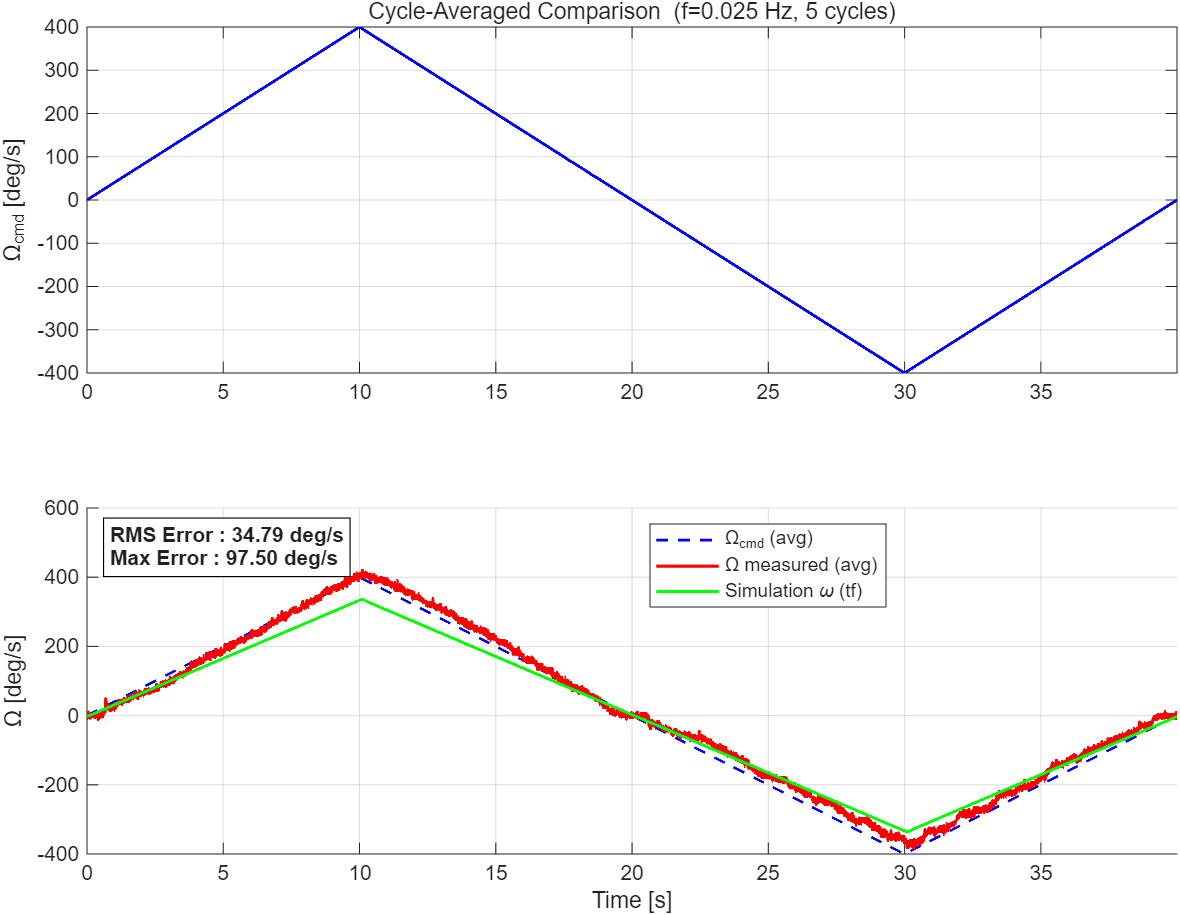 Cycle-Averaged Comparison (f=0.025 Hz, 5 cycles)
400
300
200
100
0
-100
-200
-300
-400
Ω_cmd [deg/s]
0 5 10 15 20 25 30 35
600
400
200
0
-200
-400
Ω [deg/s]
RMS Error : 34.79 deg/s
Max Error : 97.50 deg/s
Ω_cmd (avg)
Ω measured (avg)
Simulation ω (tf)
0 5 10 15 20 25 30 35
Time [s]